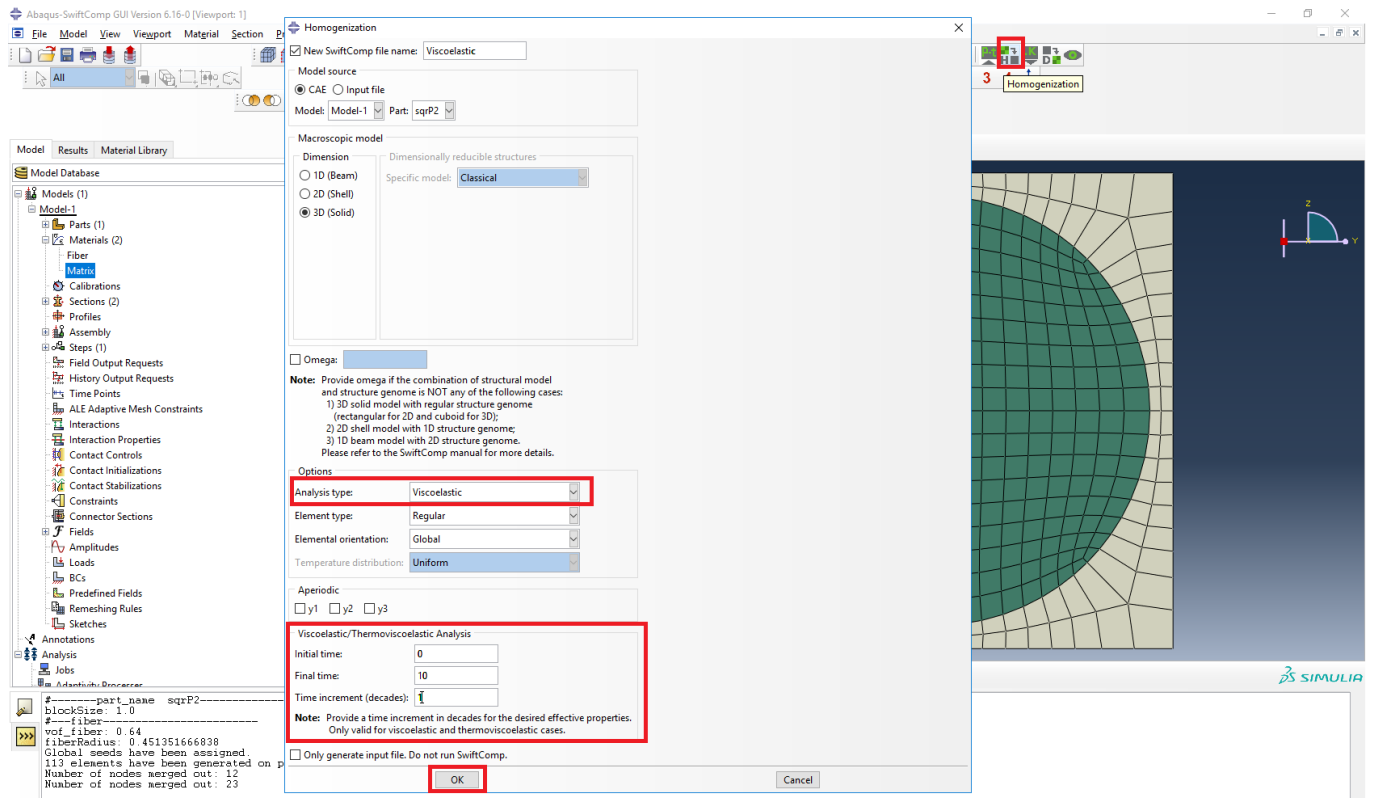 Abaqus-SwiftComp GUI Version 6.16-0 [Viewport: 1]
File Model View Viewport Material Section
All
Model Results Material Library
Model Database
Models (1)
Model-1
Parts (1)
Materials (2)
Fiber
Matrix
Calibrations
Sections (2)
Profiles
Assembly
Steps (1)
Field Output Requests
History Output Requests
Time Points
ALE Adaptive Mesh Constraints
Interactions
Interaction Properties
Contact Controls
Contact Initializations
Contact Stabilizations
Constraints
Connector Sections
Fields
Amplitudes
Loads
BCs
Predefined Fields
Remeshing Rules
Sketches
Annotations
Analysis
Jobs
Adaptivity Processes
#-------part_name sqrP2-----------
blockSize: 1.0
#---fiber-------------------------
vof_fiber: 0.64
fiberRadius: 0.451351666838
Global seeds have been assigned.
113 elements have been generated on p
Number of nodes merged out: 12
Number of nodes merged out: 23
Homogenization
New SwiftComp file name: Viscoelastic
Model source
CAE Input file
Model: Model-1 Part: sqrP2
Macroscopic model
Dimension
1D (Beam)
2D (Shell)
3D (Solid)
Dimensionally reducible structures
Specific model: Classical
Omega:
Note: Provide omega if the combination of structural model
and structure genome is NOT any of the following cases:
1) 3D solid model with regular structure genome
(rectangular for 2D and cuboid for 3D);
2) 2D shell model with 1D structure genome;
3) 1D beam model with 2D structure genome.
Please refer to the SwiftComp manual for more details.
Options
Analysis type: Viscoelastic
Element type: Regular
Elemental orientation: Global
Temperature distribution: Uniform
Aperiodic
y1 y2 y3
Viscoelastic/Thermoviscoelastic Analysis
Initial time: 0
Final time: 10
Time increment (decades): 1
Note: Provide a time increment in decades for the desired effective properties.
Only valid for viscoelastic and thermoviscoelastic cases.
Only generate input file. Do not run SwiftComp.
OK Cancel
H K D
3
Homogenization
Z
Y
SIMULIA